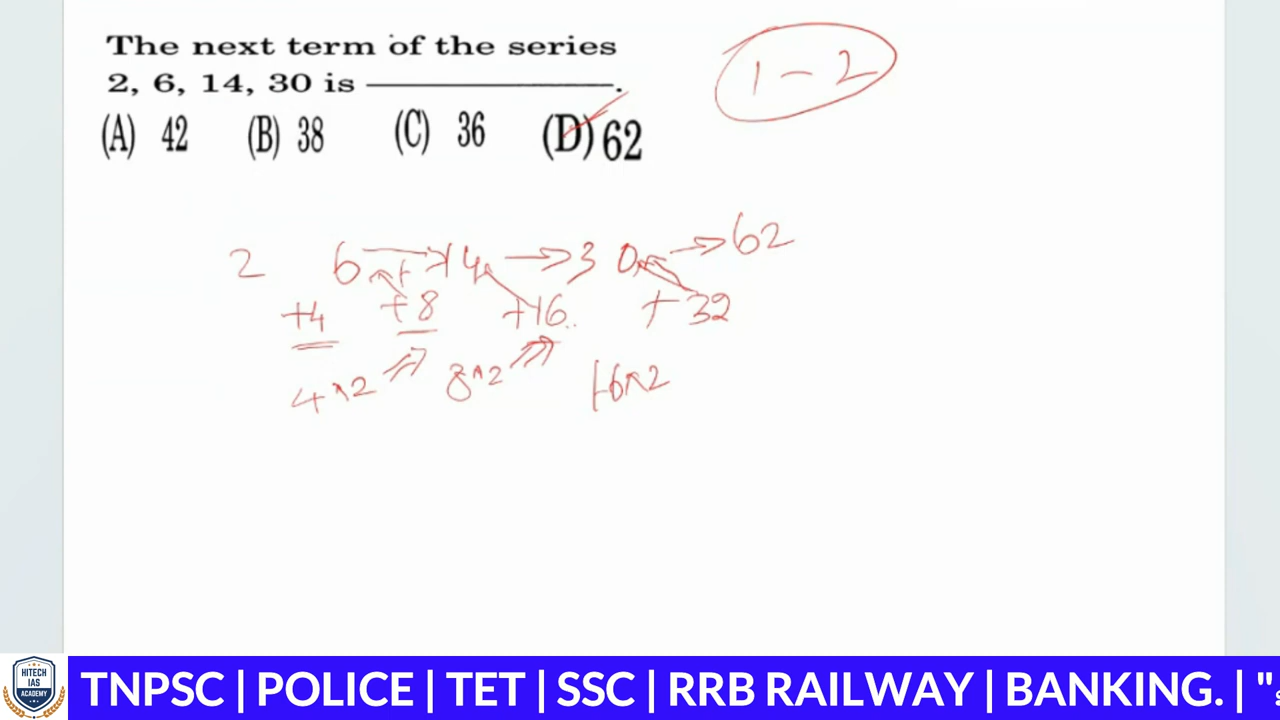 The next term of the series
2, 6, 14, 30 is ————.
(A) 42 (B) 38 (C) 36 (D) 62
1 - 2
2 6 14 30 62
+4 +8 +16 + 32
4×2 8×2 16×2
HITECH
IAS
ACADEMY
TNPSC | POLICE | TET | SSC | RRB RAILWAY | BANKING. | "